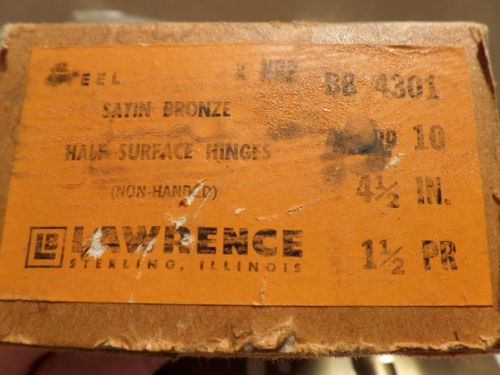 STEEL X NRP BB 4301
SATIN BRONZE 10
HALF SURFACE HINGES
(NON-HANDED) 4½ IN.
LB LAWRENCE
STERLING, ILLINOIS 1½ PR